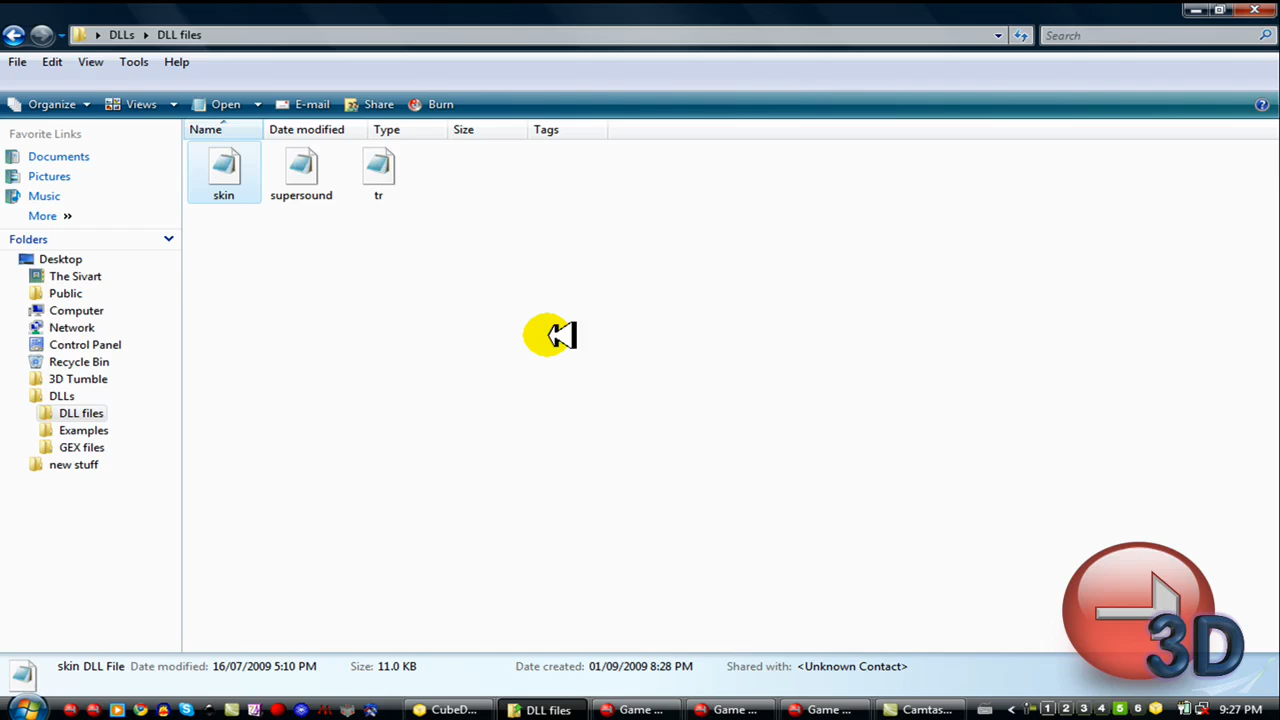 DLLs DLL files Search
File Edit View Tools Help
Organize Views Open E-mail Share Burn
Favorite Links
Documents
Pictures
Music
More »
Folders
Desktop
The Sivart
Public
Computer
Network
Control Panel
Recycle Bin
3D Tumble
DLLs
DLL files
Examples
GEX files
new stuff
Name Date modified Type Size Tags
skin supersound tr
3D
skin DLL File Date modified: 16/07/2009 5:10 PM Size: 11.0 KB Date created: 01/09/2009 8:28 PM Shared with: <Unknown Contact>
CubeD... DLL files Game ... Game ... Game ... Camtas... 1 2 3 4 5 6 9:27 PM